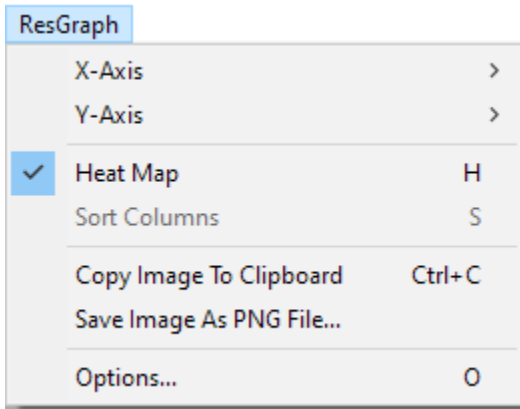 ResGraph
X-Axis
Y-Axis
Heat Map H
Sort Columns S
Copy Image To Clipboard Ctrl+C
Save Image As PNG File...
Options... O